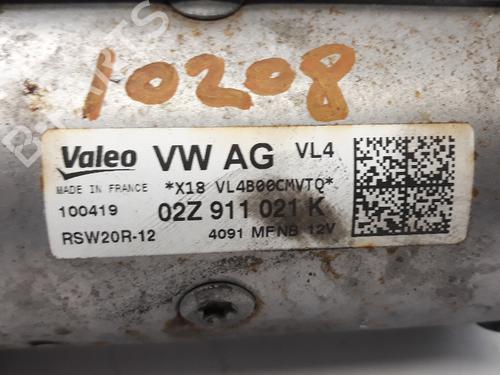 10208
Valeo VW AG VL4
MADE IN FRANCE *X18 VL4B00CMVTQ*
100419 02Z 911 021 K
RSW20R-12 4091 MFNB 12V